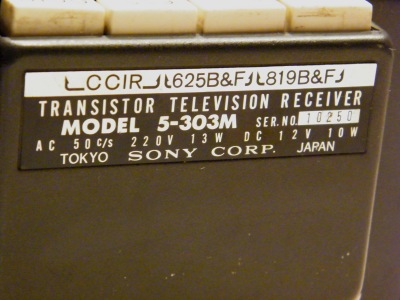 CCIR 625B&F 819B&F
TRANSISTOR TELEVISION RECEIVER
MODEL 5-303M SER.NO. 10250
AC 50c/s 220V 13W DC 12V 10W
TOKYO SONY CORP. JAPAN